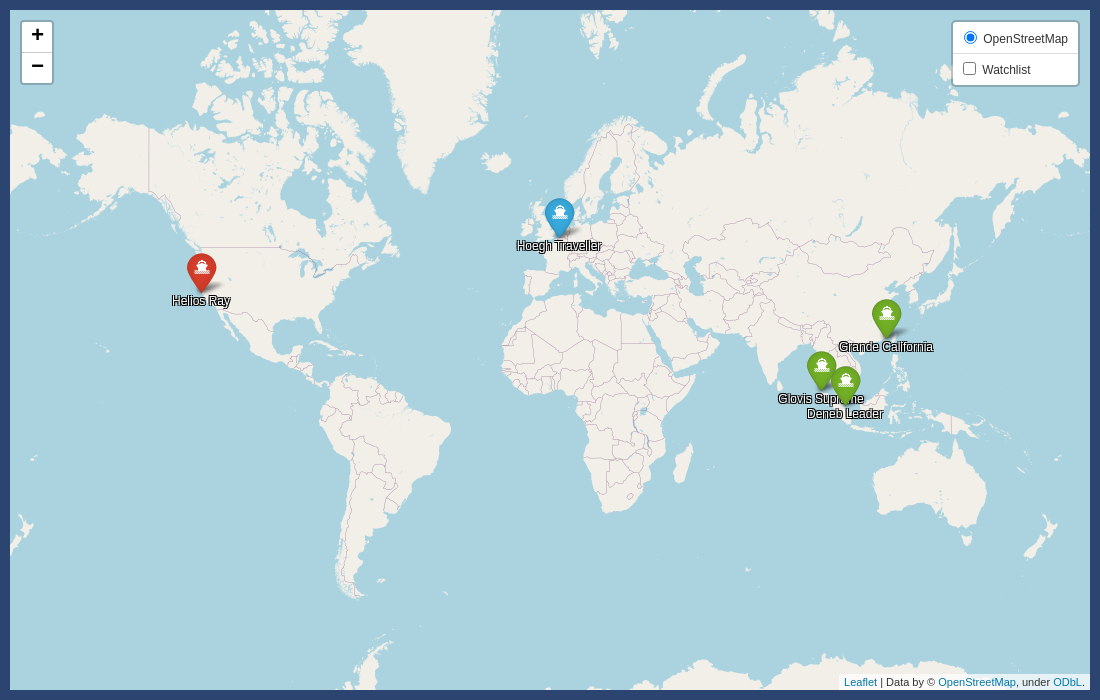 +
−
OpenStreetMap
Watchlist
Hoegh Traveller
Helios Ray
Grande California
Glovis Supreme
Deneb Leader
Leaflet | Data by © OpenStreetMap, under ODbL.